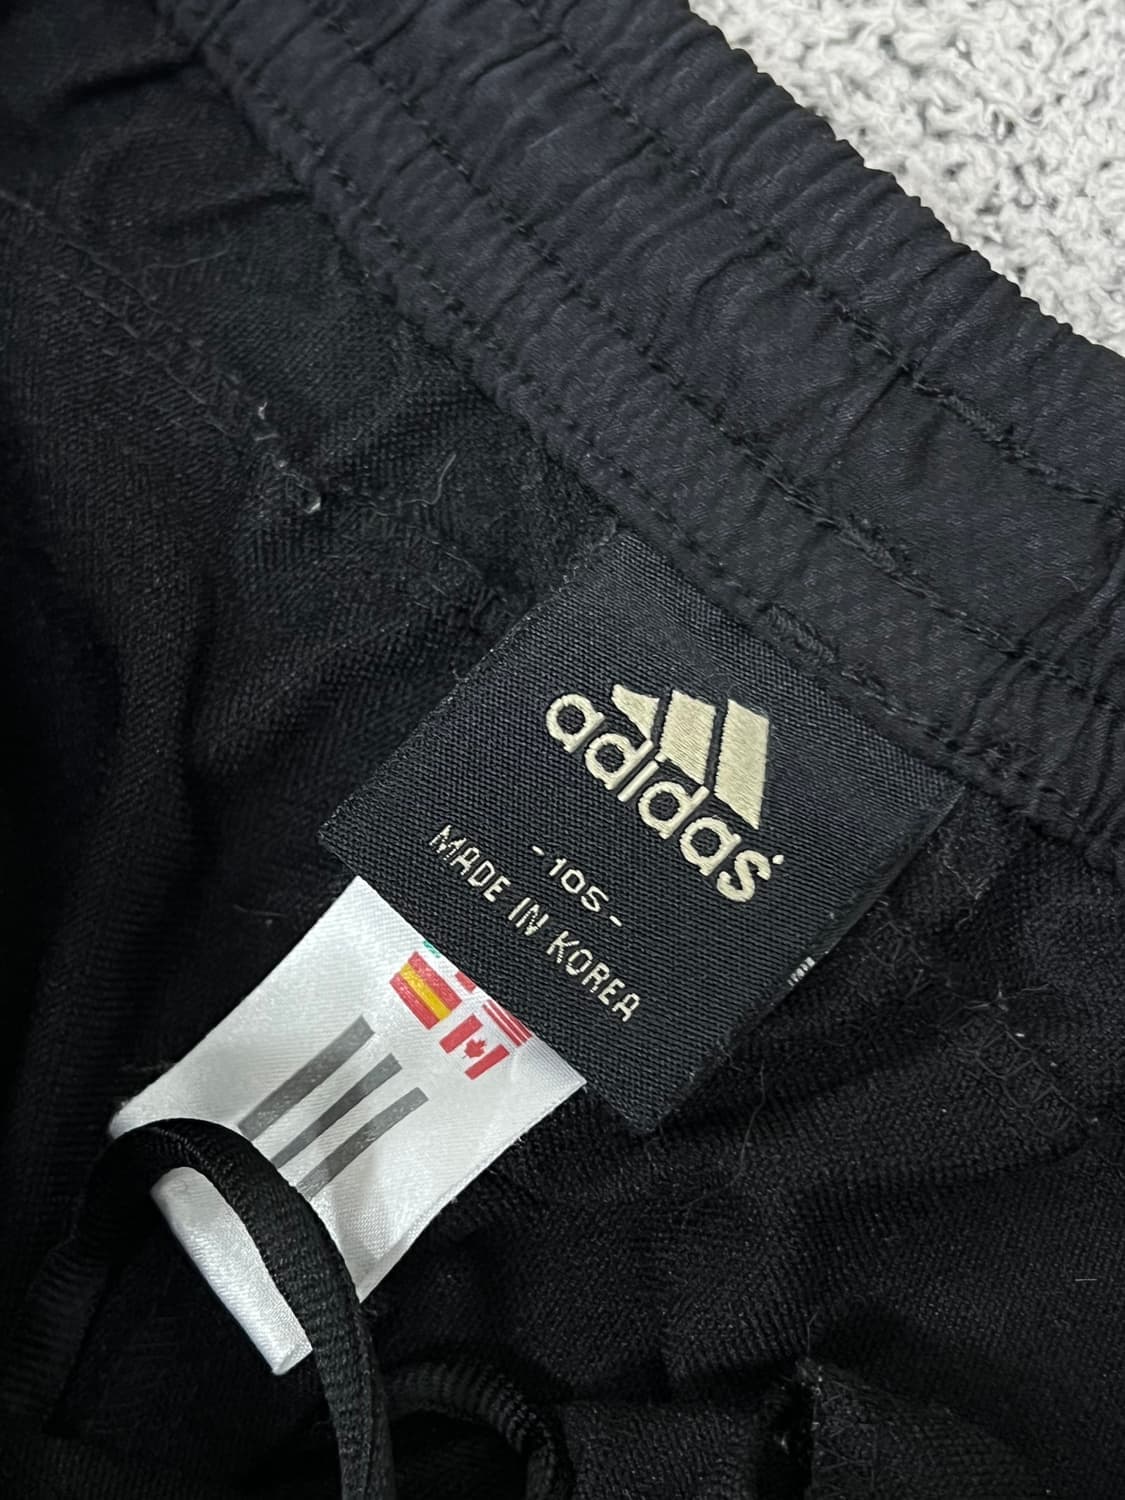 adidas
-105-
MADE IN KOREA